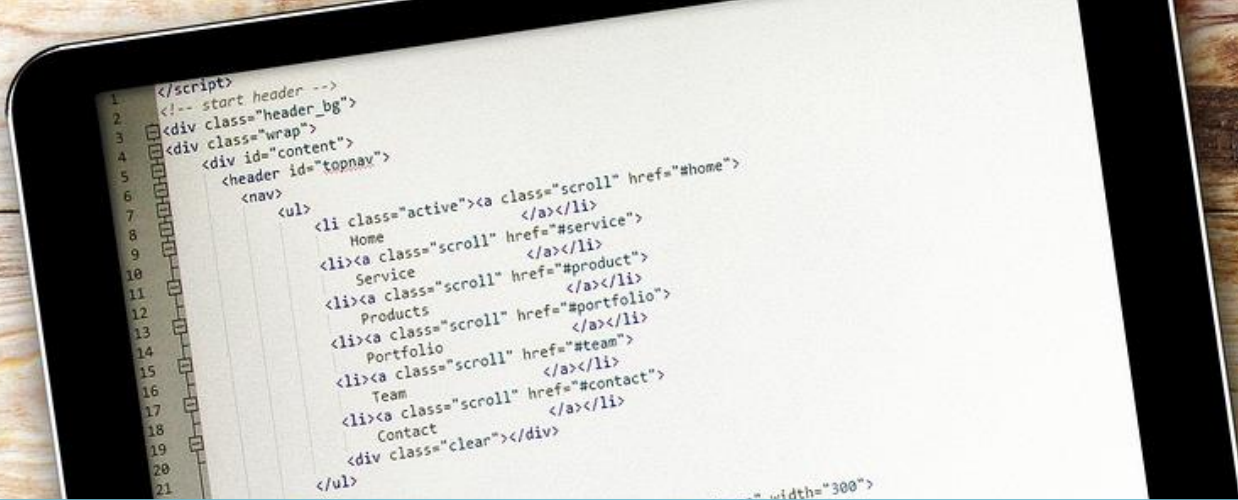 1 </script>
2 <!-- start header -->
3 <div class="header_bg">
4 <div class="wrap">
5 <div id="content">
6 <header id="topnav">
7 <nav>
8 <ul>
9 <li class="active"><a class="scroll" href="#home">
10 Home </a></li>
11 <li><a class="scroll" href="#service">
12 Service </a></li>
13 <li><a class="scroll" href="#product">
14 Products </a></li>
15 <li><a class="scroll" href="#portfolio">
16 Portfolio </a></li>
17 <li><a class="scroll" href="#team">
18 Team </a></li>
19 <li><a class="scroll" href="#contact">
20 Contact </a></li>
21 <div class="clear"></div>
</ul>
width="300">